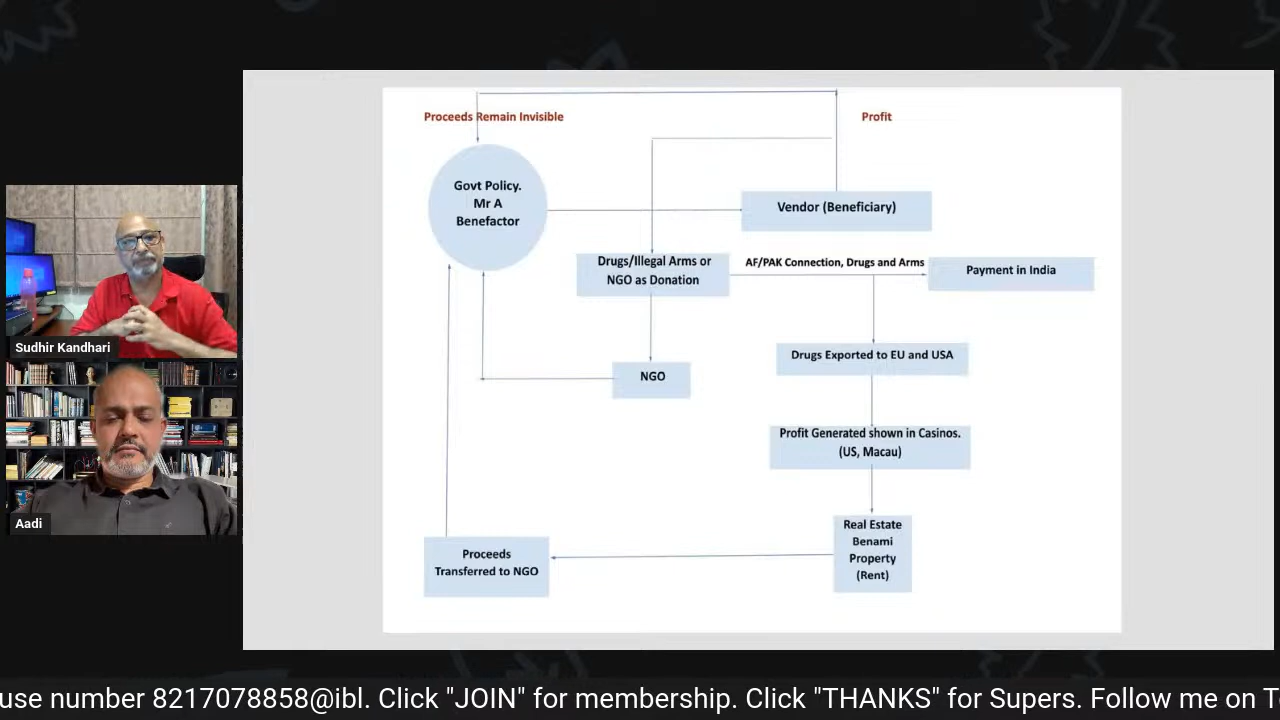 Proceeds Remain Invisible
Profit
Govt Policy.
Mr A
Benefactor
Vendor (Beneficiary)
Drugs/Illegal Arms or
NGO as Donation
AF/PAK Connection, Drugs and Arms
Payment in India
Drugs Exported to EU and USA
NGO
Profit Generated shown in Casinos.
(US, Macau)
Real Estate
Benami
Property
(Rent)
Proceeds
Transferred to NGO
Sudhir Kandhari
Aadi
use number 8217078858@ibl. Click "JOIN" for membership. Click "THANKS" for Supers. Follow me on T